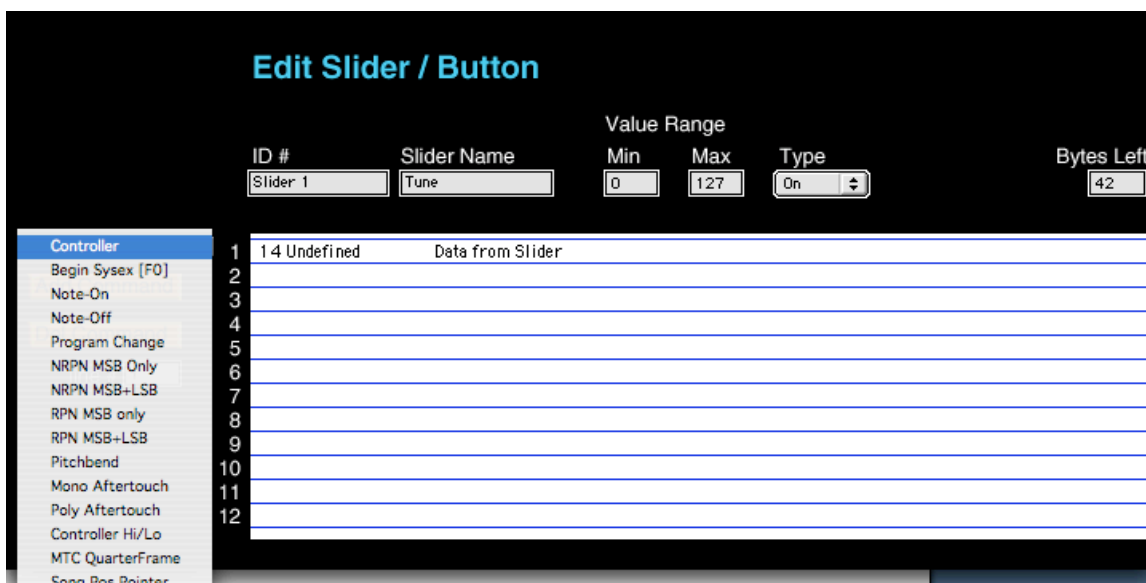 Edit Slider / Button
Value Range
ID # Slider Name Min Max Type Bytes Left
Slider 1 Tune 0 127 On 42
Controller
Begin Sysex [F0]
Note-On
Note-Off
Program Change
NRPN MSB Only
NRPN MSB+LSB
RPN MSB only
RPN MSB+LSB
Pitchbend
Mono Aftertouch
Poly Aftertouch
Controller Hi/Lo
MTC QuarterFrame
Song Pos Pointer
1 14 Undefined Data from Slider
2
3
4
5
6
7
8
9
10
11
12